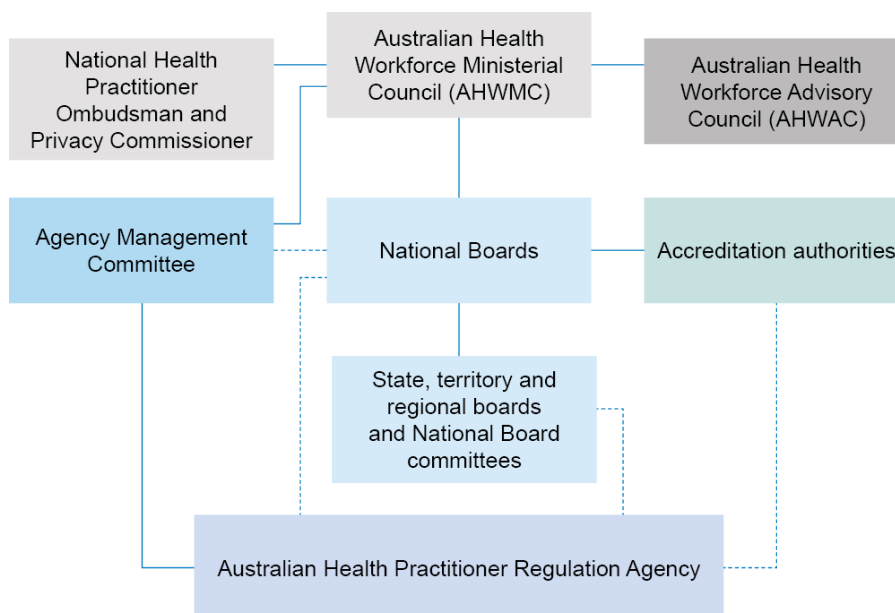 National Health
Practitioner
Ombudsman and
Privacy Commissioner
Australian Health
Workforce Ministerial
Council (AHWMC)
Australian Health
Workforce Advisory
Council (AHWAC)
Agency Management
Committee
National Boards
Accreditation authorities
State, territory and
regional boards
and National Board
committees
Australian Health Practitioner Regulation Agency